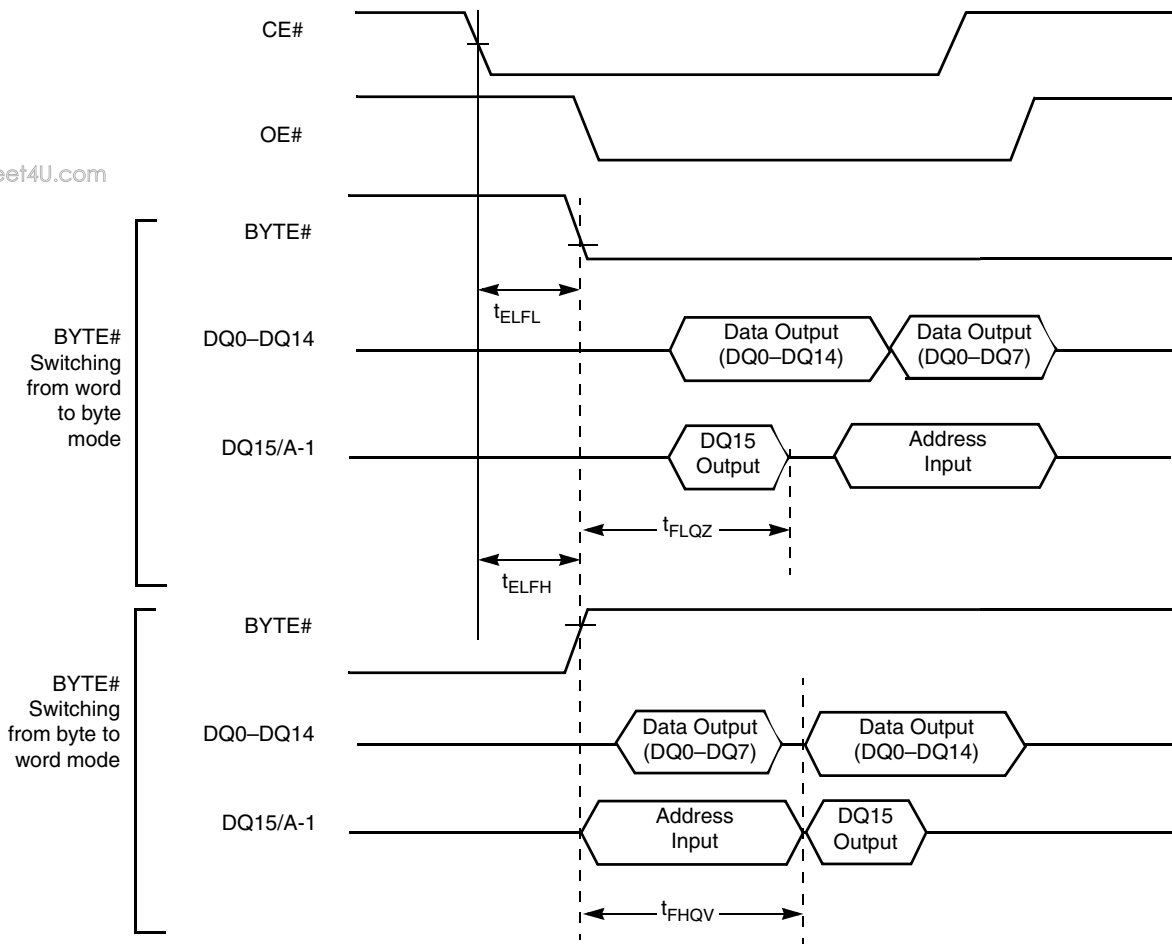 CE#
OE#
eet4U.com
BYTE#
tELFL
BYTE#
Switching
from word
to byte
mode
DQ0–DQ14
Data Output
(DQ0–DQ14)
Data Output
(DQ0–DQ7)
DQ15/A-1
DQ15
Output
Address
Input
tFLQZ
tELFH
BYTE#
BYTE#
Switching
from byte to
word mode
DQ0–DQ14
Data Output
(DQ0–DQ7)
Data Output
(DQ0–DQ14)
DQ15/A-1
Address
Input
DQ15
Output
tFHQV